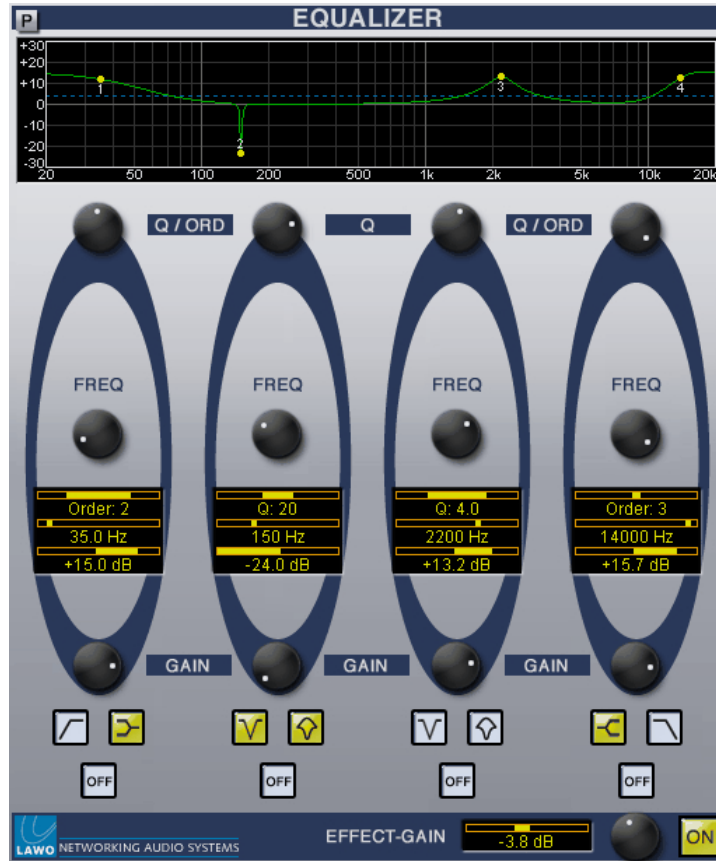 P
EQUALIZER
+30
+20
+10
0
-10
-20
-30
1
2
3
4
20 50 100 200 500 1k 2k 5k 10k 20k
Q / ORD Q Q / ORD
FREQ FREQ FREQ FREQ
Order: 2 Q: 20 Q: 4.0 Order: 3
35.0 Hz 150 Hz 2200 Hz 14000 Hz
+15.0 dB -24.0 dB +13.2 dB +15.7 dB
GAIN GAIN GAIN
OFF OFF OFF OFF
LAWO NETWORKING AUDIO SYSTEMS EFFECT-GAIN -3.8 dB ON